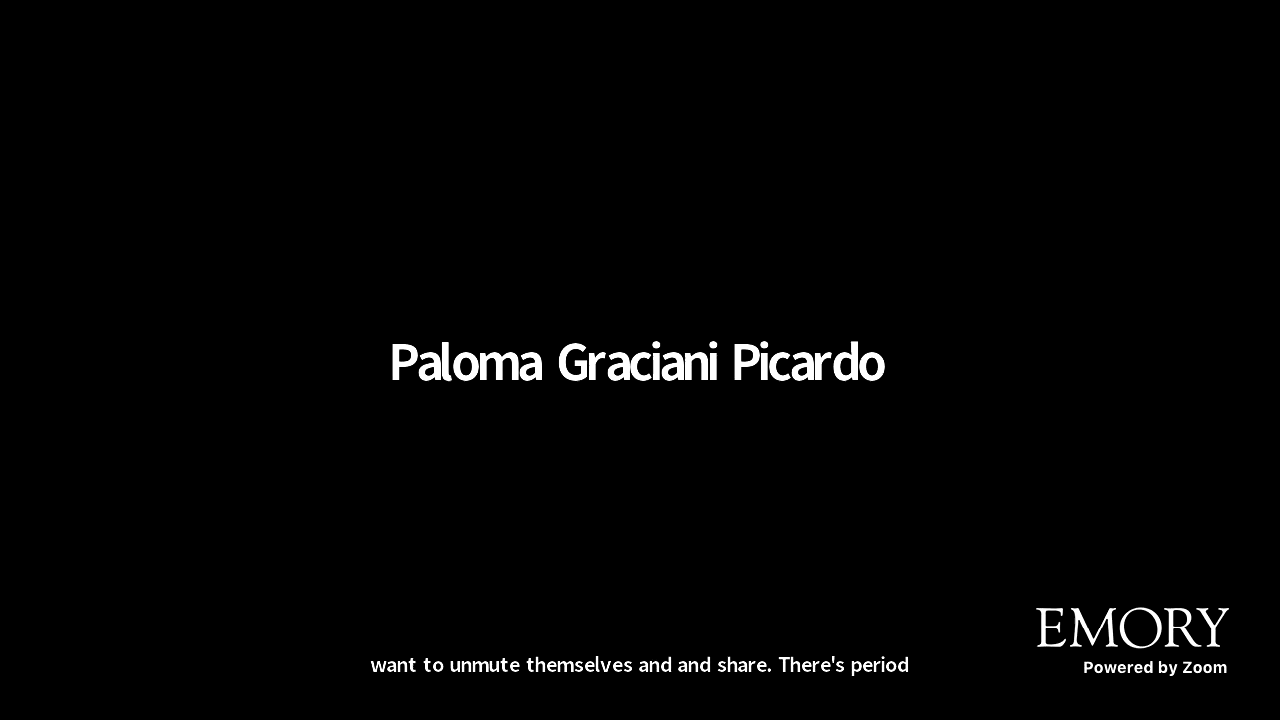 Paloma Graciani Picardo
EMORY
want to unmute themselves and and share. There's period
Powered by Zoom